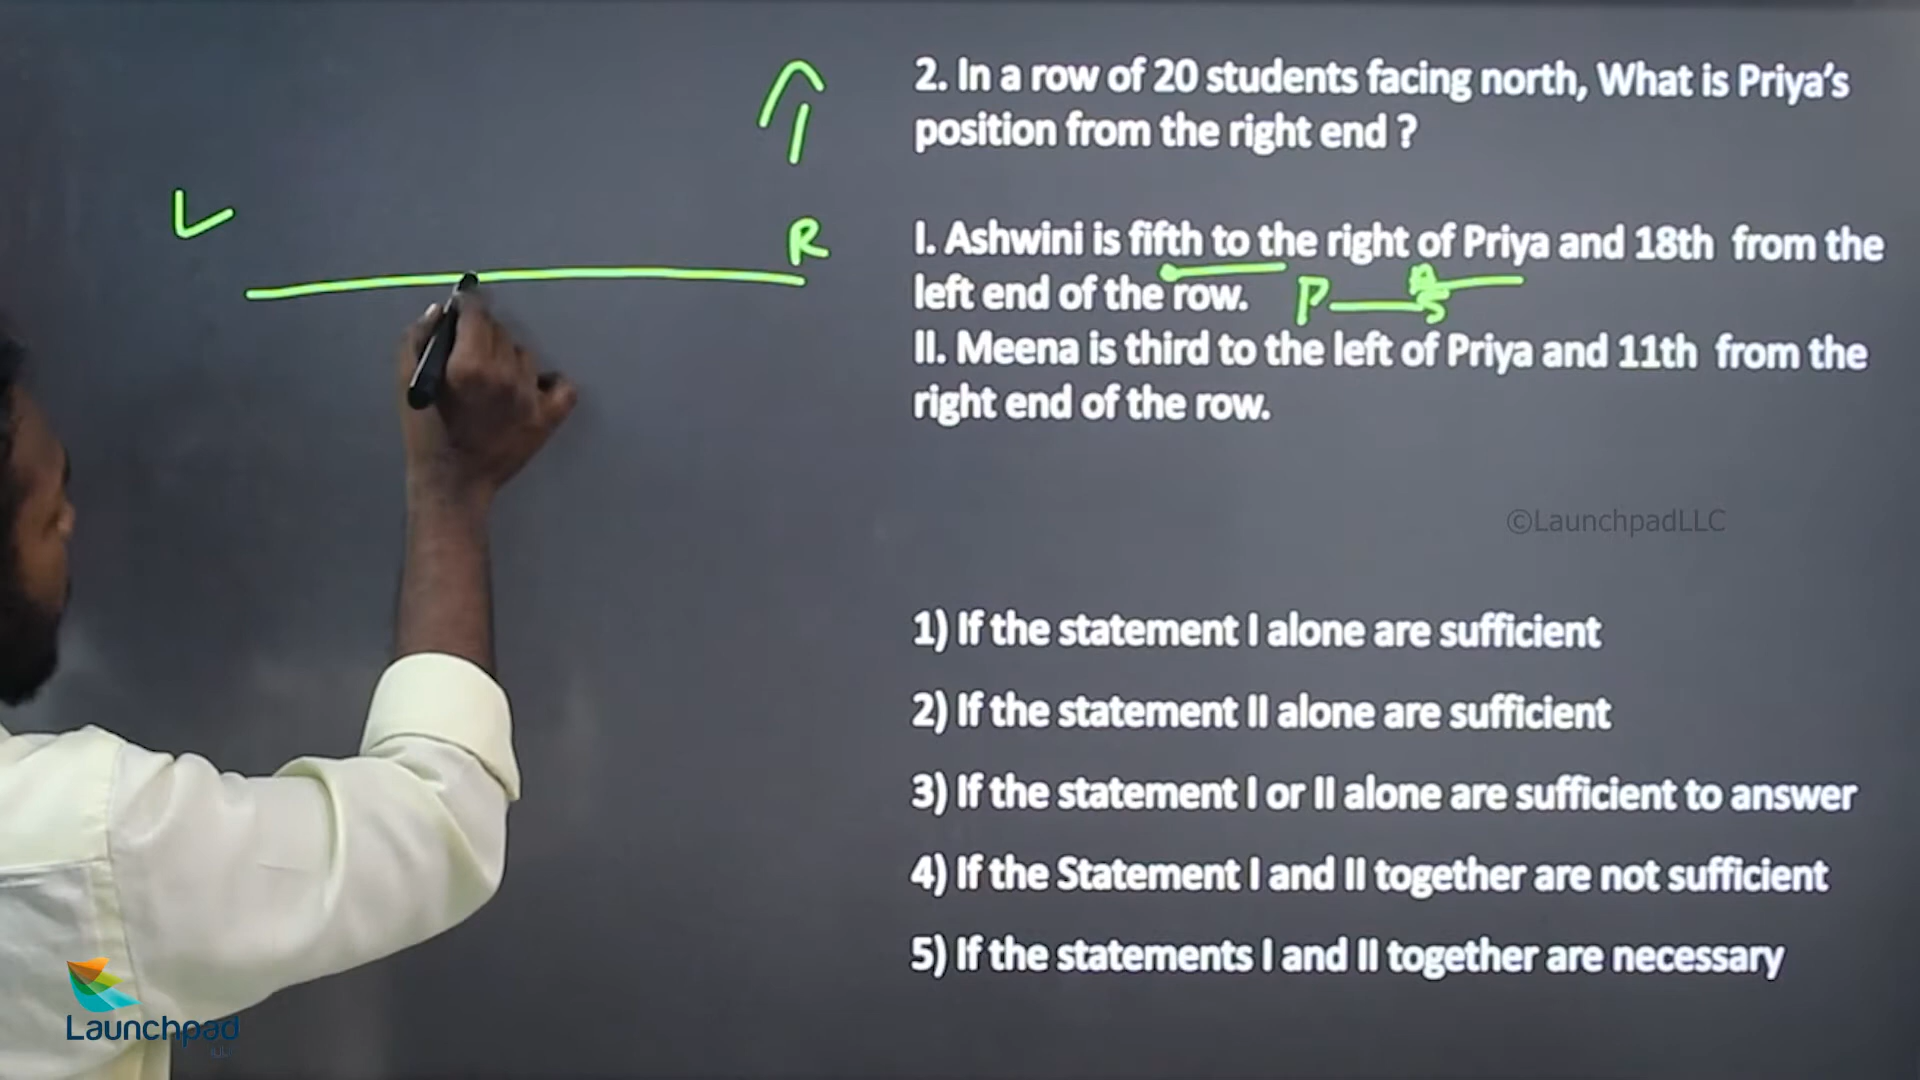 2. In a row of 20 students facing north, What is Priya's
position from the right end ?
L
R
I. Ashwini is fifth to the right of Priya and 18th from the
left end of the row.
P A
5
II. Meena is third to the left of Priya and 11th from the
right end of the row.
©LaunchpadLLC
1) If the statement I alone are sufficient
2) If the statement II alone are sufficient
3) If the statement I or II alone are sufficient to answer
4) If the Statement I and II together are not sufficient
5) If the statements I and II together are necessary
Launchpad
LLC